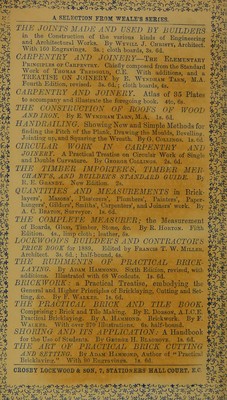 A SELECTION FROM WEALE'S SERIES.
THE JOINTS MADE AND USED BY BUILDERS
in the Construction of the various kinds of Engineering
and Architectural Works. By WYVILL J. CHRISTY, Architect.
With 160 Engravings. 3s. cloth boards, 3s. 6d.
CARPENTRY AND JOINERY—THE ELEMENTARY
PRINCIPLES OF CARPENTRY. Chiefly composed from the Standard
Work of THOMAS TREDGOLD, C.E. With additions, and a
TREATISE ON JOINERY by E. WYNDHAM TARN, M.A.
Edition, revised. 3s. 6d.; cloth boards, 4s.
CARPENTRY AND JOINERY. Atlas of 35 Plates
to accompany and illustrate the foregoing book. 4to, 6s.
THE CONSTRUCTION OF ROOFS OF WOOD
AND IRON. By E. WYNDHAM TARN, M.A. 1s. 6d.
HANDRAILING. Showing New and Simple Methods for
finding the Pitch of the Plank, Drawing the Moulds, Bevelling,
Jointing up, and Squaring the Wreath. By G. COLLINGS. 1s. 6d.
CIRCULAR WORK IN CARPENTRY AND
JOINERY. A Practical Treatise on Circular Work of Single
and Double Curvature. By GEORGE COLLINGS. 2s. 6d.
THE TIMBER IMPORTER'S, TIMBER MER
CHANT'S, AND BUILDER'S STANDARD GUIDE. By
R. E. GRANDY. New Edition. 2s.
QUANTITIES AND MEASUREMENTS in Brick-
layers', Masons', Plasterers', Plumbers', Painters', Paper-
hangers', Gilders', Smiths', Carpenters', and Joiners' work. By
A. C. BEATON, Surveyor. 1s. 6d.
THE COMPLETE MEASURER; the Measurement
of Boards, Glass, Timber, Stone, &c. By R. HORTON. Fifth
Edition. 4s.
LOCKWOOD'S BUILDER'S AND CONTRACTOR'S
PRICE BOOK for 1889. Edited by FRANCIS T. W. MILLER,
Architect. 3s. 6d.; half-bound, 4s.
THE RUDIMENTS OF PRACTICAL BRICK
LAYING. By ADAM HAMMOND. Sixth Edition, revised, with
additions. Illustrated with 68 Woodcuts. 1s. 6d.
BRICKWORK: a Practical Treatise, embodying the
General and Higher Principles of Bricklaying, Cutting and Set-
ting, &c. By F. WALKER. 1s. 6d.
THE PRACTICAL BRICK AND TILE BOOK.
Comprising: Brick and Tile Making. By E. DOBSON, A.I.C.E.
Practical Bricklaying. By A. HAMMOND. Brickwork. By F.
WALKER. With over 270 Illustrations. 6s. half-bound.
SHORING AND ITS APPLICATION: A Handbook
for the Use of Students. By GEORGE H. BLAGROVE. 1s. 6d.
THE ART OF PRACTICAL BRICK CUTTING
AND SETTING. By ADAM HAMMOND, Author of "Practical
Bricklaying." With 90 Engravings. 1s. 6d.
CROSBY LOCKWOOD & SON, 7, STATIONERS' HALL COURT, E.C